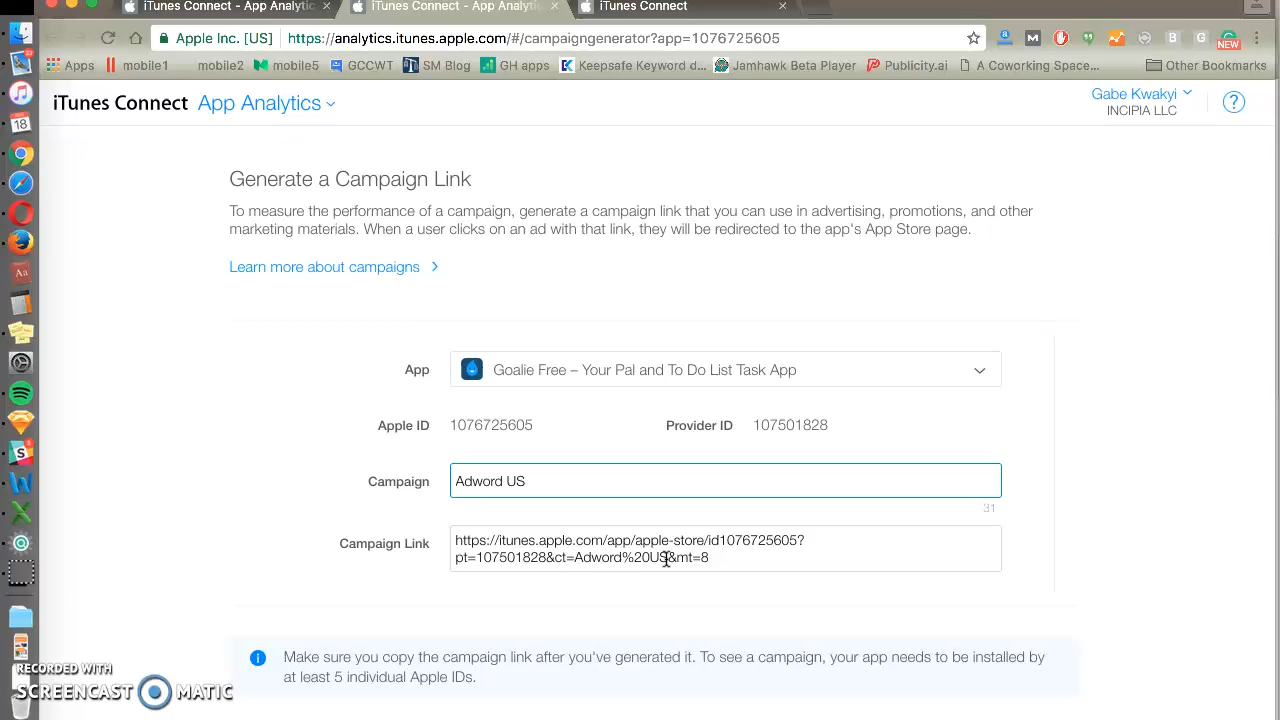 iTunes Connect - App Analytics
iTunes Connect - App Analytics
iTunes Connect
Apple Inc. [US]
https://analytics.itunes.apple.com/#/campaigngenerator?app=1076725605
Apps
mobile1
mobile2
mobile5
GCCWT
SM Blog
GH apps
Keepsafe Keyword d...
Jamhawk Beta Player
Publicity.ai
A Coworking Space...
Other Bookmarks
NEW
iTunes Connect App Analytics
Gabe Kwakyi
INCIPIA LLC
?
Generate a Campaign Link
To measure the performance of a campaign, generate a campaign link that you can use in advertising, promotions, and other
marketing materials. When a user clicks on an ad with that link, they will be redirected to the app's App Store page.
Learn more about campaigns
App
Goalie Free – Your Pal and To Do List Task App
Apple ID 1076725605
Provider ID 107501828
Campaign
Adword US
31
Campaign Link
https://itunes.apple.com/app/apple-store/id1076725605?
pt=107501828&ct=Adword%20US&mt=8
Make sure you copy the campaign link after you've generated it. To see a campaign, your app needs to be installed by
at least 5 individual Apple IDs.
RECORDED WITH
SCREENCAST MATIC